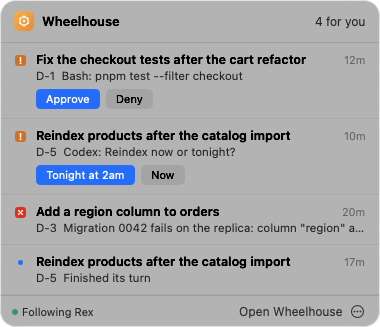 Wheelhouse
4 for you
Fix the checkout tests after the cart refactor
12m
D-1 Bash: pnpm test --filter checkout
Approve
Deny
Reindex products after the catalog import
10m
D-5 Codex: Reindex now or tonight?
Tonight at 2am
Now
Add a region column to orders
20m
D-3 Migration 0042 fails on the replica: column "region" a...
Reindex products after the catalog import
17m
D-5 Finished its turn
Following Rex
Open Wheelhouse